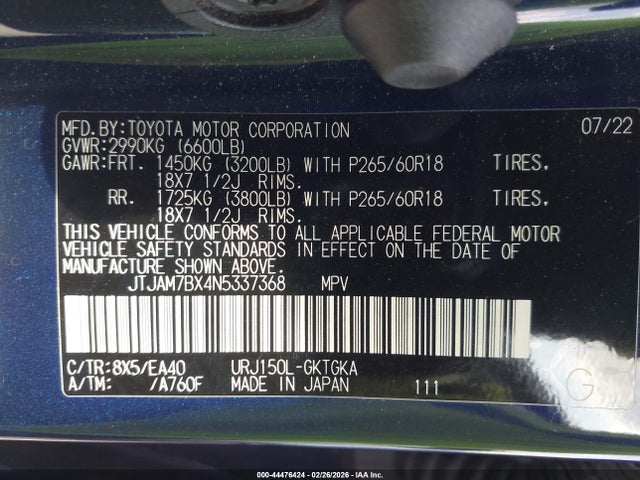 MFD.BY:TOYOTA MOTOR CORPORATION 07/22
GVWR:2990KG (6600LB)
GAWR:FRT. 1450KG (3200LB) WITH P265/60R18 TIRES.
18X7 1/2J RIMS.
RR. 1725KG (3800LB) WITH P265/60R18 TIRES.
18X7 1/2J RIMS.
THIS VEHICLE CONFORMS TO ALL APPLICABLE FEDERAL MOTOR
VEHICLE SAFETY STANDARDS IN EFFECT ON THE DATE OF
MANUFACTURE SHOWN ABOVE.
JTJAM7BX4N5337368 MPV
C/TR:8X5/EA40 URJ150L-GKTGKA
A/TM: /A760F MADE IN JAPAN 111
G
000-44476424 - 02/26/2026 - IAA Inc.